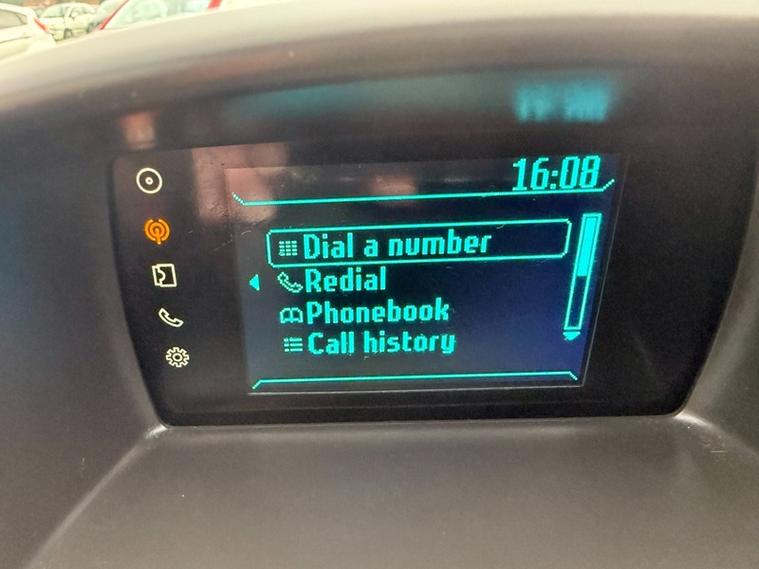 16:08
Dial a number
Redial
Phonebook
Call history